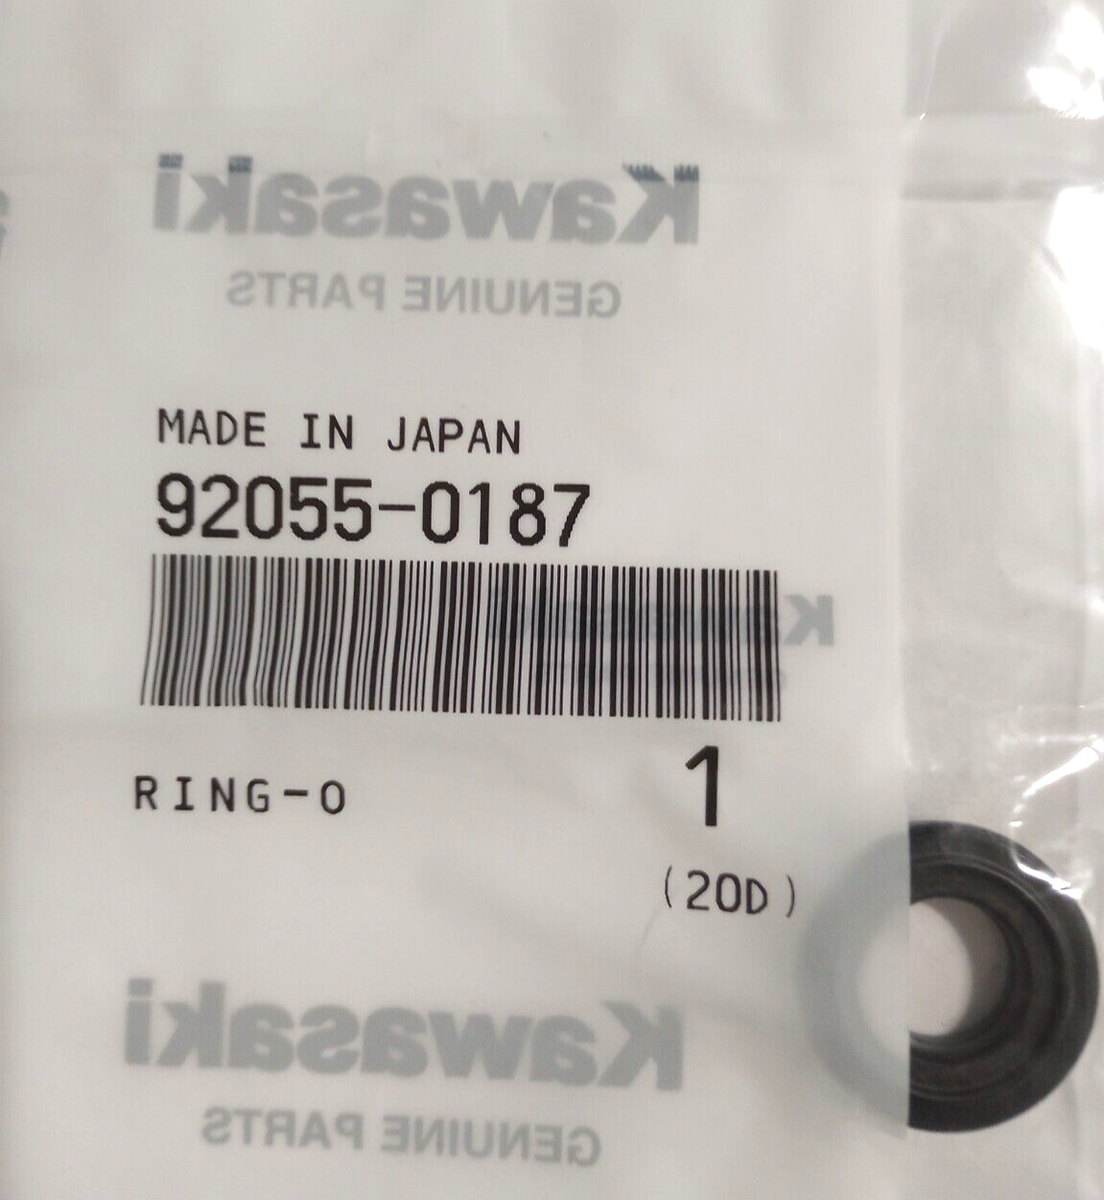 Kawasaki
GENUINE PARTS
MADE IN JAPAN
92055-0187
RING-O
1
(20D)
Kawasaki
GENUINE PARTS